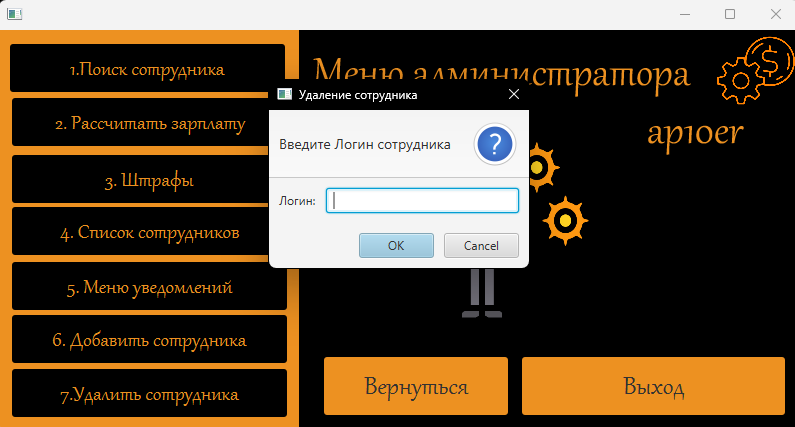 1.Поиск сотрудника
2. Рассчитать зарплату
3. Штрафы
4. Список сотрудников
5. Меню уведомлений
6. Добавить сотрудника
7.Удалить сотрудника
Меню администратора
ap10er
Удаление сотрудника
Введите Логин сотрудника
?
Логин:
OK
Cancel
Вернуться
Выход